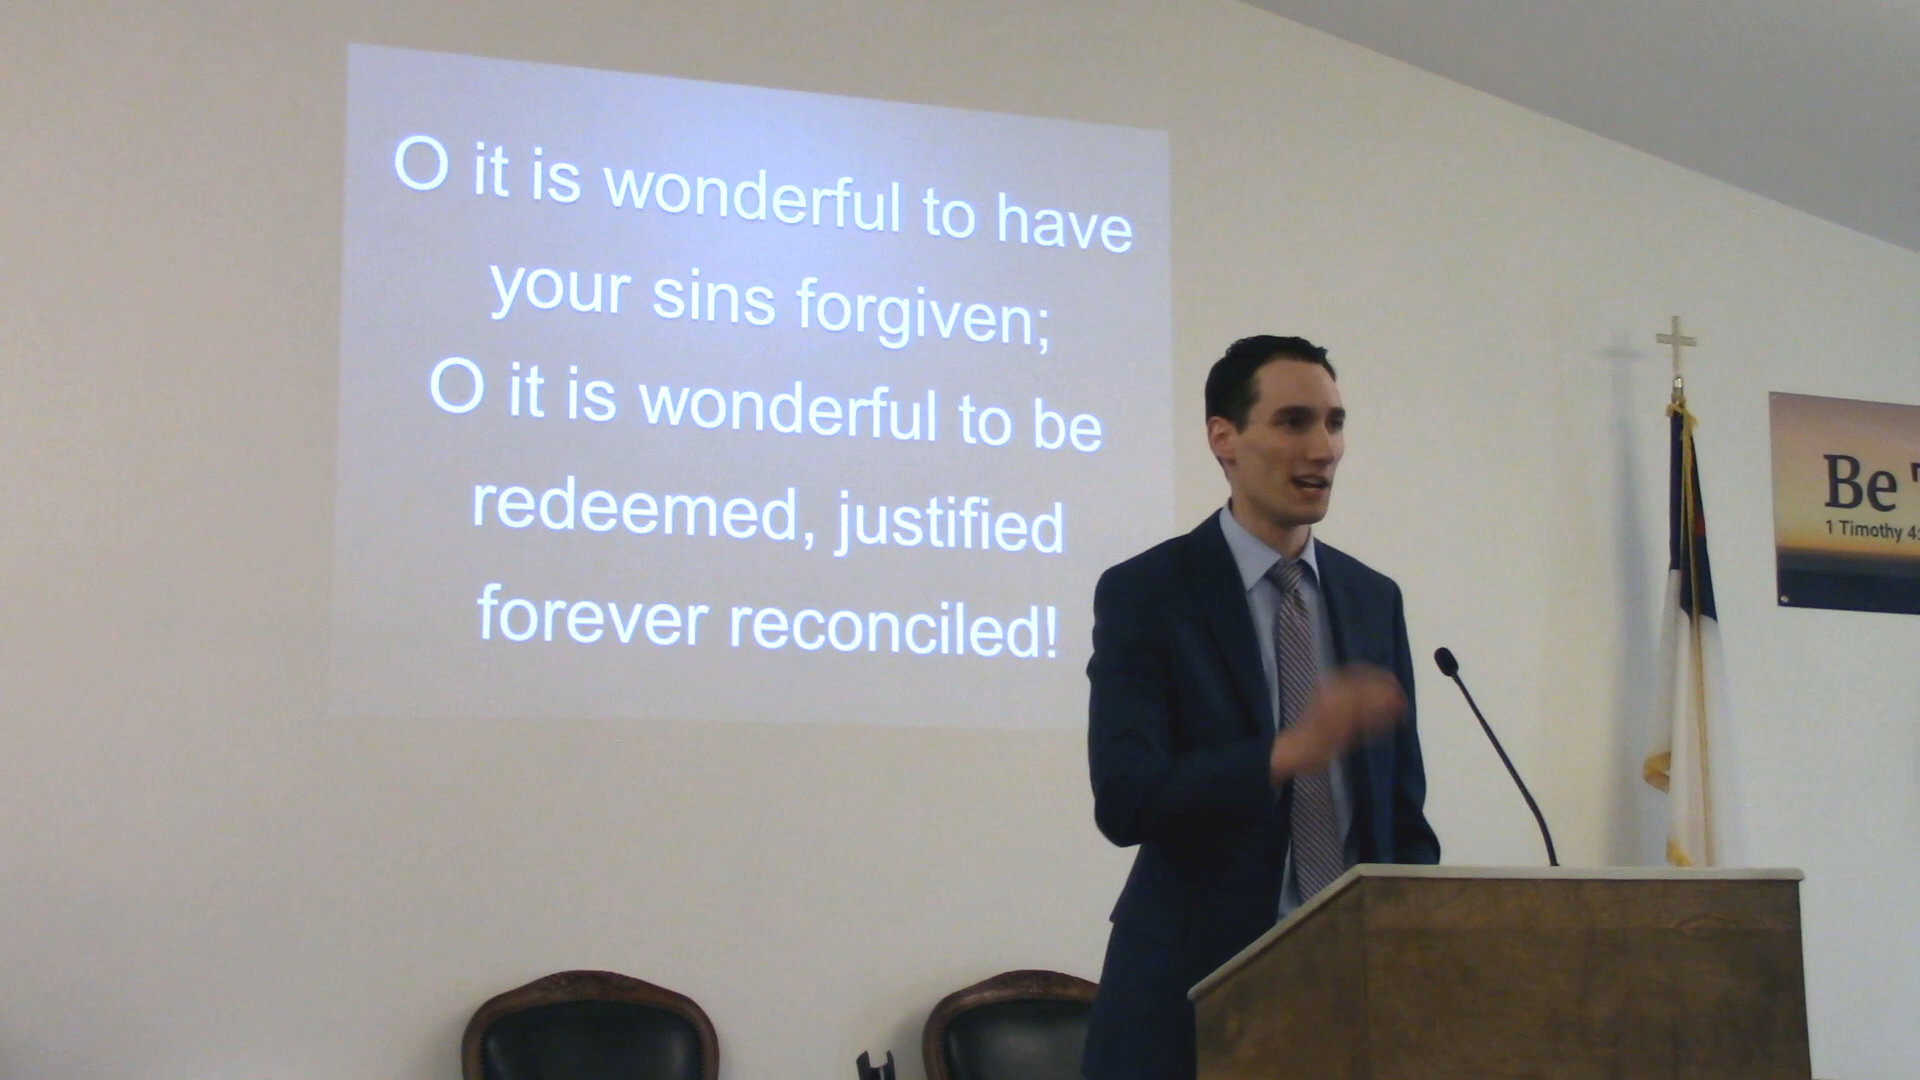 O it is wonderful to have
your sins forgiven;
O it is wonderful to be
redeemed, justified
forever reconciled!
Be
1 Timothy 4: